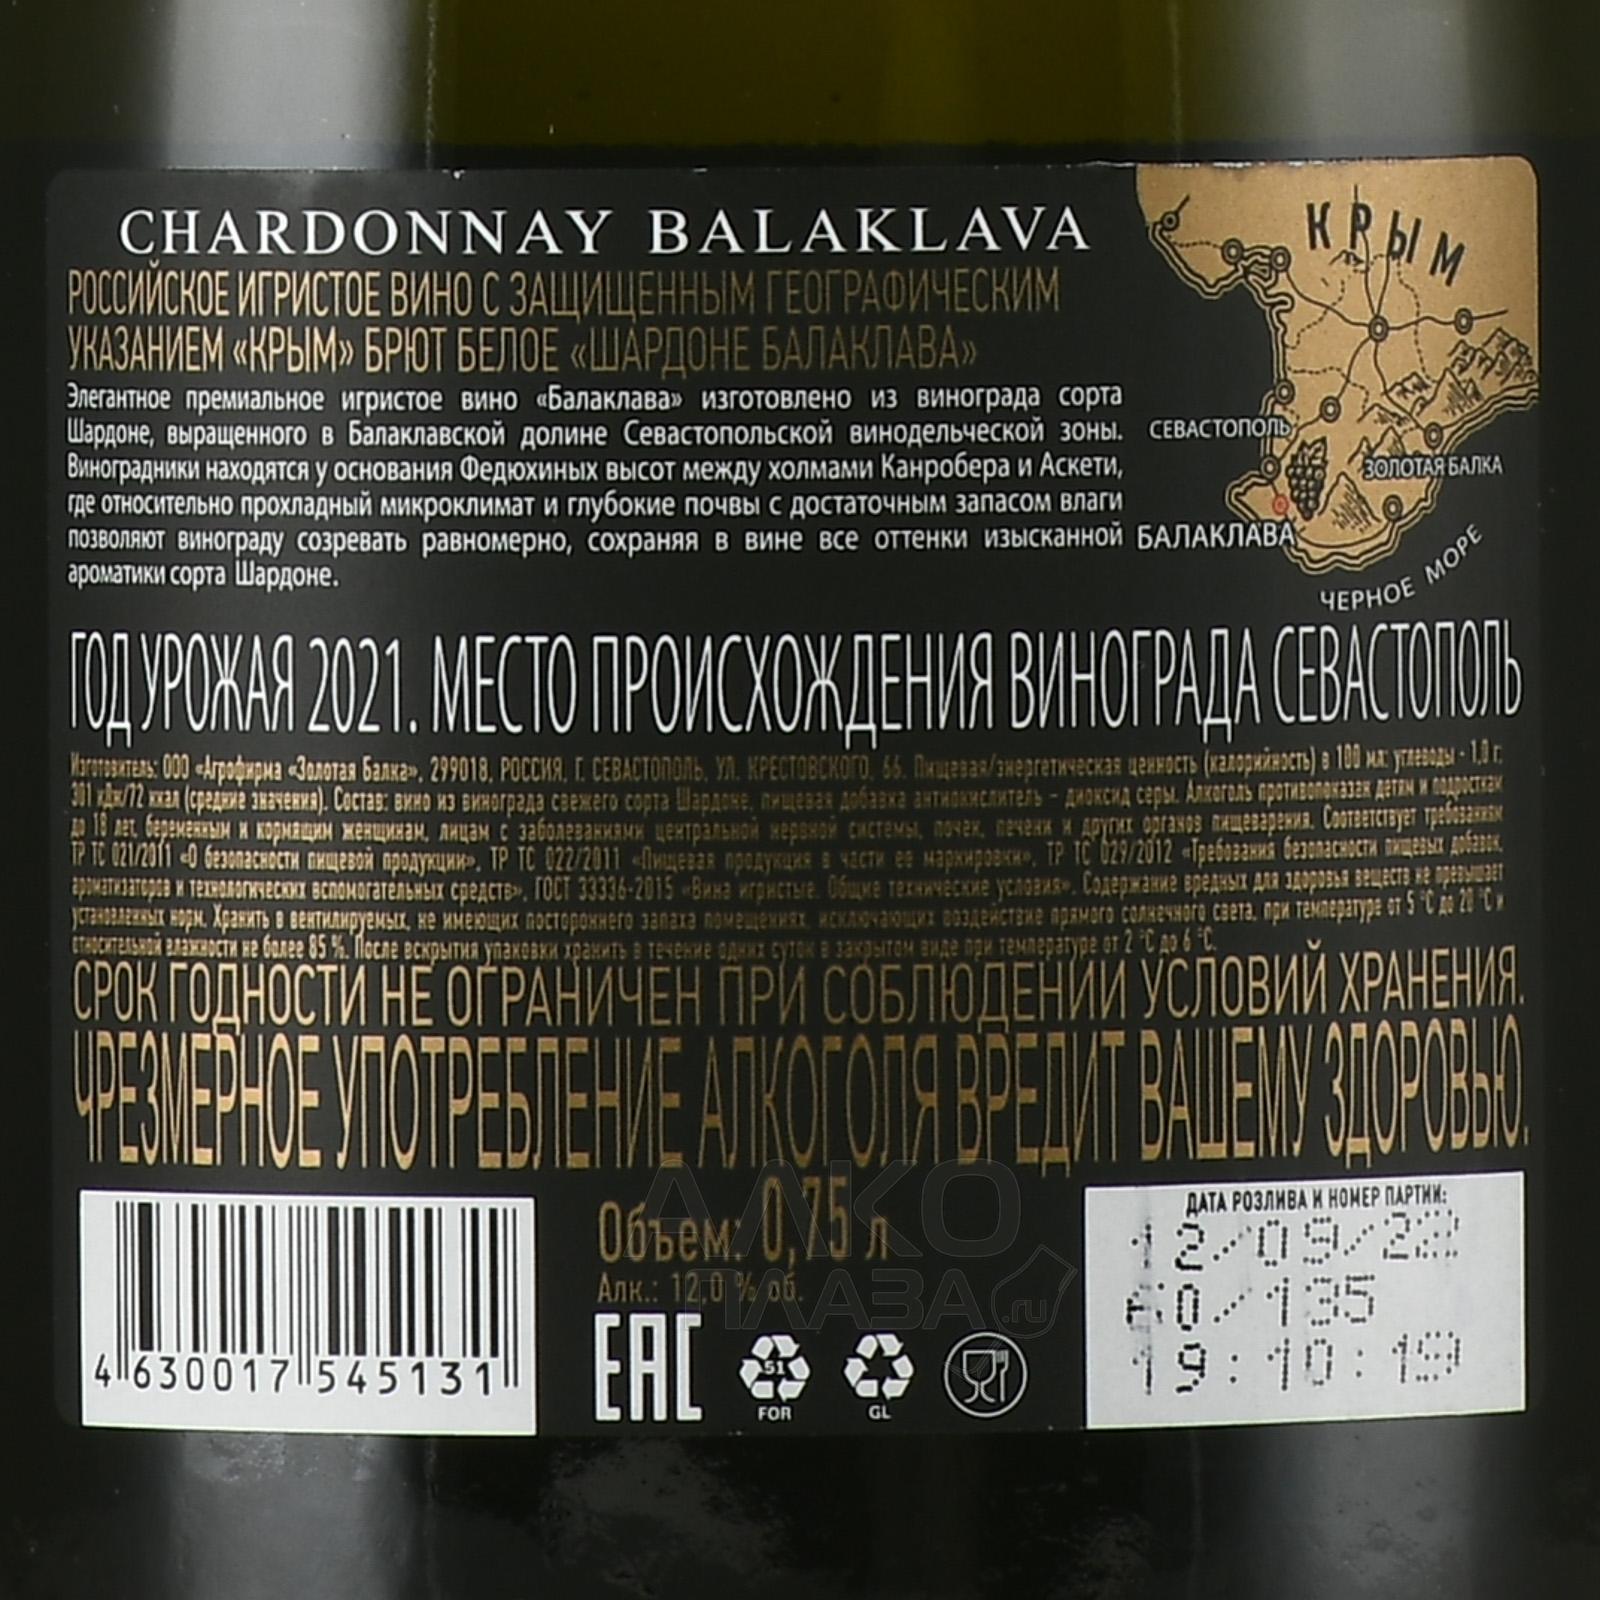 CHARDONNAY BALAKLAVA
РОССИЙСКОЕ ИГРИСТОЕ ВИНО С ЗАЩИЩЕННЫМ ГЕОГРАФИЧЕСКИМ
УКАЗАНИЕМ «КРЫМ» БРЮТ БЕЛОЕ «ШАРДОНЕ БАЛАКЛАВА»
Элегантное премиальное игристое вино «Балаклава» изготовлено из винограда сорта
Шардоне, выращенного в Балаклавской долине Севастопольской винодельческой зоны.
Виноградники находятся у основания Федюхиных высот между холмами Канробера и Аскети,
где относительно прохладный микроклимат и глубокие почвы с достаточным запасом влаги
позволяют винограду созревать равномерно, сохраняя в вине все оттенки изысканной
ароматики сорта Шардоне.
КРЫМ
СЕВАСТОПОЛЬ
ЗОЛОТАЯ БАЛКА
БАЛАКЛАВА
ЧЕРНОЕ МОРЕ
ГОД УРОЖАЯ 2021. МЕСТО ПРОИСХОЖДЕНИЯ ВИНОГРАДА СЕВАСТОПОЛЬ
Изготовитель: ООО «Агрофирма «Золотая Балка», 299018, РОССИЯ, Г. СЕВАСТОПОЛЬ, УЛ. КРЕСТОВСКОГО, 66. Пищевая/энергетическая ценность (калорийность) в 100 мл: углеводы - 1,0 г;
301 кДж/72 ккал (средние значения). Состав: вино из винограда свежего сорта Шардоне, пищевая добавка антиокислитель – диоксид серы. Алкоголь противопоказан детям и подросткам
до 18 лет, беременным и кормящим женщинам, лицам с заболеваниями центральной нервной системы, почек, печени и других органов пищеварения. Соответствует требованиям
ТР ТС 021/2011 «О безопасности пищевой продукции», ТР ТС 022/2011 «Пищевая продукция в части ее маркировки», ТР ТС 029/2012 «Требования безопасности пищевых добавок,
ароматизаторов и технологических вспомогательных средств», ГОСТ 33336-2015 «Вина игристые. Общие технические условия». Содержание вредных для здоровья веществ не превышает
установленных норм. Хранить в вентилируемых, не имеющих постороннего запаха помещениях, исключающих воздействие прямого солнечного света, при температуре от 5 °C до 20 °C и
относительной влажности не более 85 %. После вскрытия упаковки хранить в течение одних суток в закрытом виде при температуре от 2 °C до 6 °C.
СРОК ГОДНОСТИ НЕ ОГРАНИЧЕН ПРИ СОБЛЮДЕНИИ УСЛОВИЙ ХРАНЕНИЯ.
ЧРЕЗМЕРНОЕ УПОТРЕБЛЕНИЕ АЛКОГОЛЯ ВРЕДИТ ВАШЕМУ ЗДОРОВЬЮ.
4 630017 545131
Объем: 0,75 л
Алк.: 12,0 % об.
EAC
51
FOR
GL
ДАТА РОЗЛИВА И НОМЕР ПАРТИИ:
12/09/22
60/135
19:10:19
АЛКО
ПЛАЗА.ru